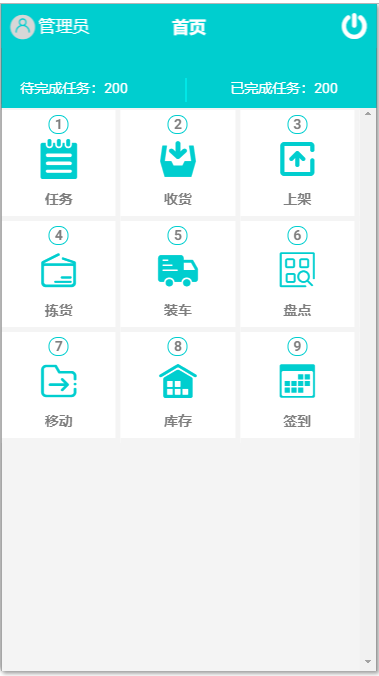 管理员 首页
待完成任务：200 已完成任务：200
1 2 3
任务 收货 上架
4 5 6
拣货 装车 盘点
7 8 9
移动 库存 签到